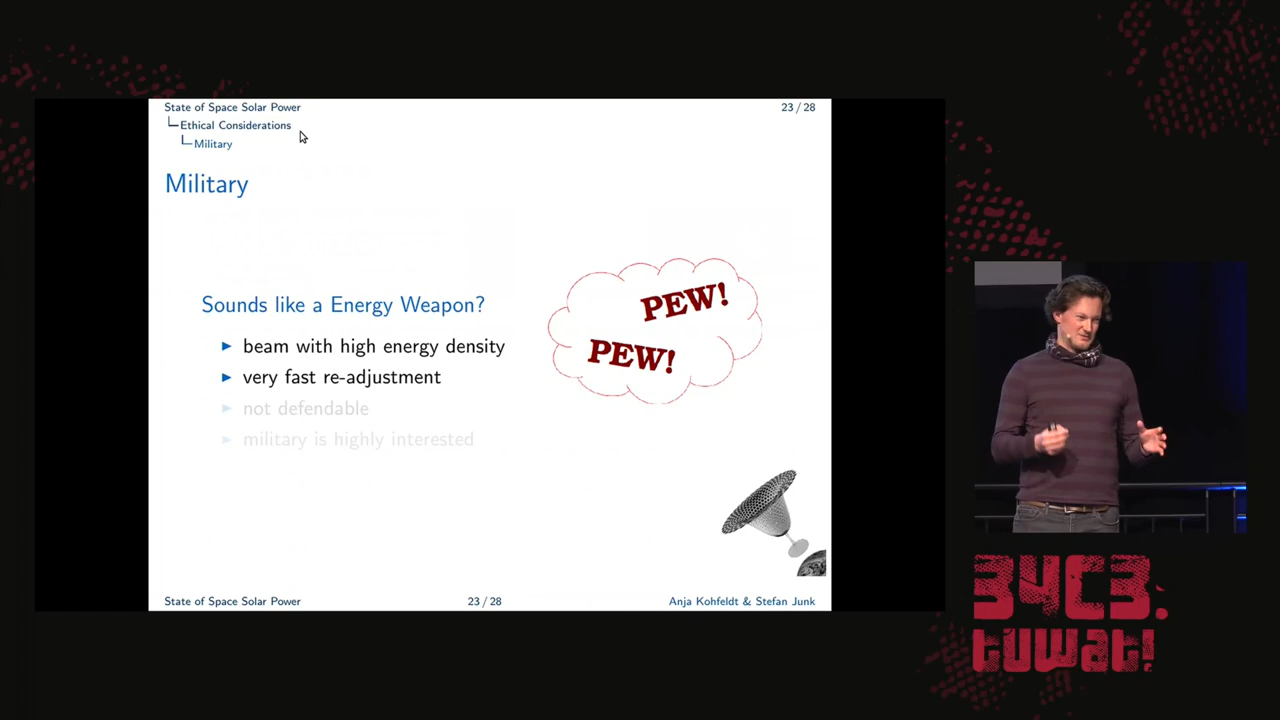 State of Space Solar Power
23 / 28
Ethical Considerations
Military
Military
Sounds like a Energy Weapon?
beam with high energy density
very fast re-adjustment
not defendable
military is highly interested
PEW!
PEW!
State of Space Solar Power
23 / 28
Anja Kohfeldt & Stefan Junk
34C3.
tuwat!